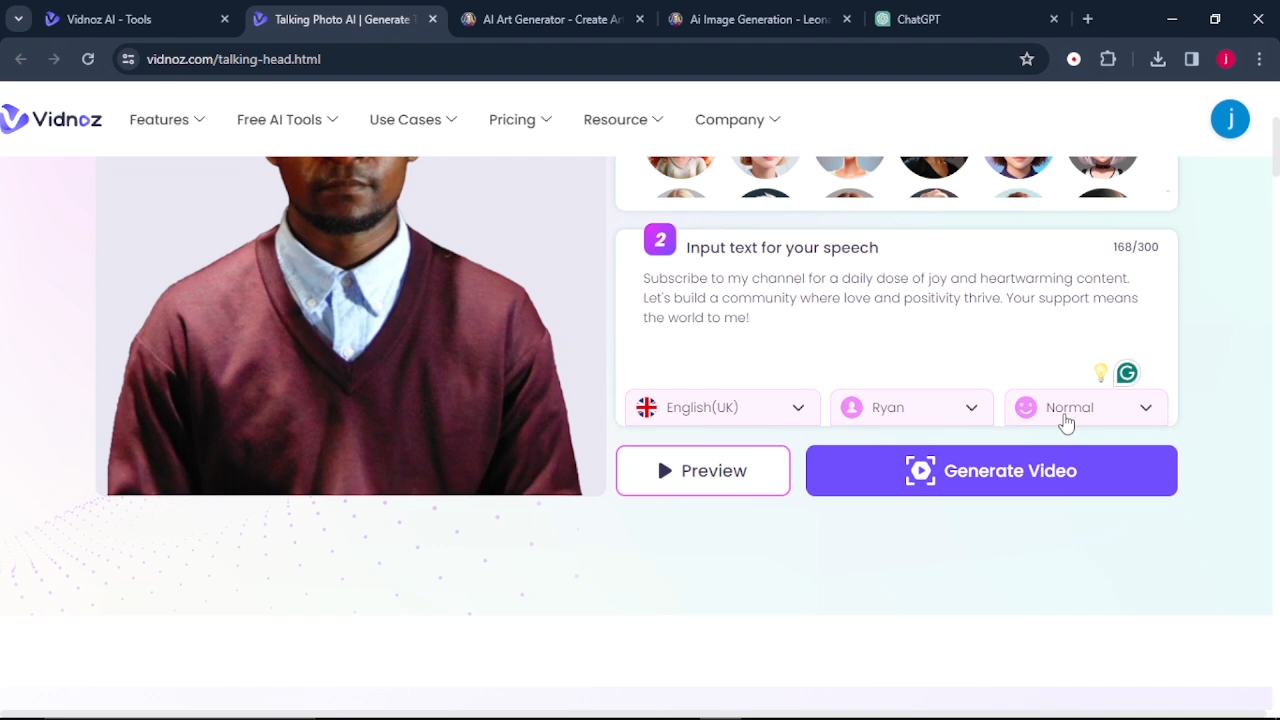 Vidnoz AI - Tools
Talking Photo AI | Generate T
AI Art Generator - Create Ar
Ai Image Generation - Leona
ChatGPT
vidnoz.com/talking-head.html
j
Vidnoz
Features
Free AI Tools
Use Cases
Pricing
Resource
Company
j
2
Input text for your speech
168/300
Subscribe to my channel for a daily dose of joy and heartwarming content.
Let's build a community where love and positivity thrive. Your support means
the world to me!
English(UK)
Ryan
Normal
Preview
Generate Video